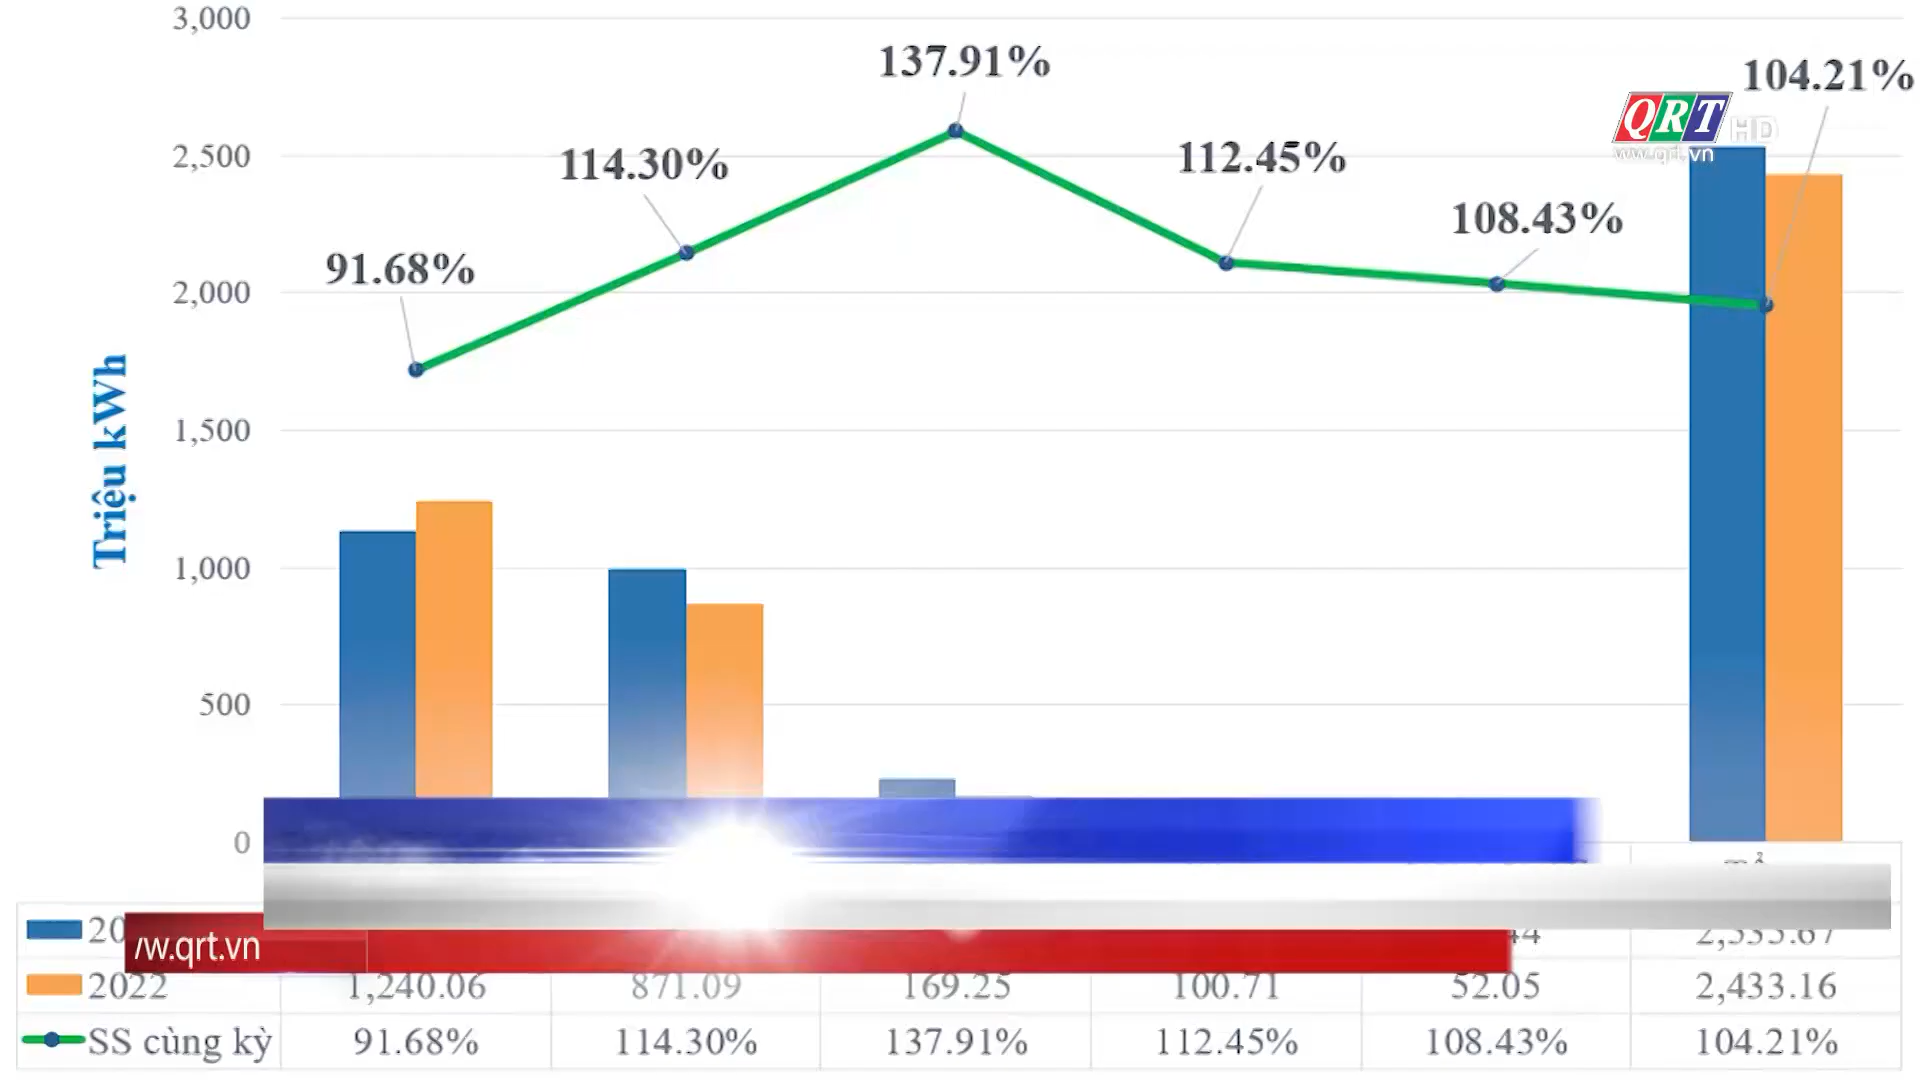 3,000
137.91%
104.21%
QRT HD
www.qrt.vn
2,500
114.30%
112.45%
108.43%
91.68%
2,000
Triệu kWh
1,500
1,000
500
0
w.qrt.vn
2022 1,240.06 871.09 169.25 100.71 52.05 2,433.16
SS cùng kỳ 91.68% 114.30% 137.91% 112.45% 108.43% 104.21%